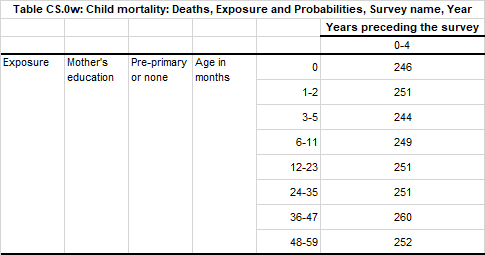 Table CS.0w: Child mortality: Deaths, Exposure and Probabilities, Survey name, Year
Years preceding the survey
0-4
Exposure Mother's education Pre-primary or none Age in months 0 246
1-2 251
3-5 244
6-11 249
12-23 251
24-35 251
36-47 260
48-59 252